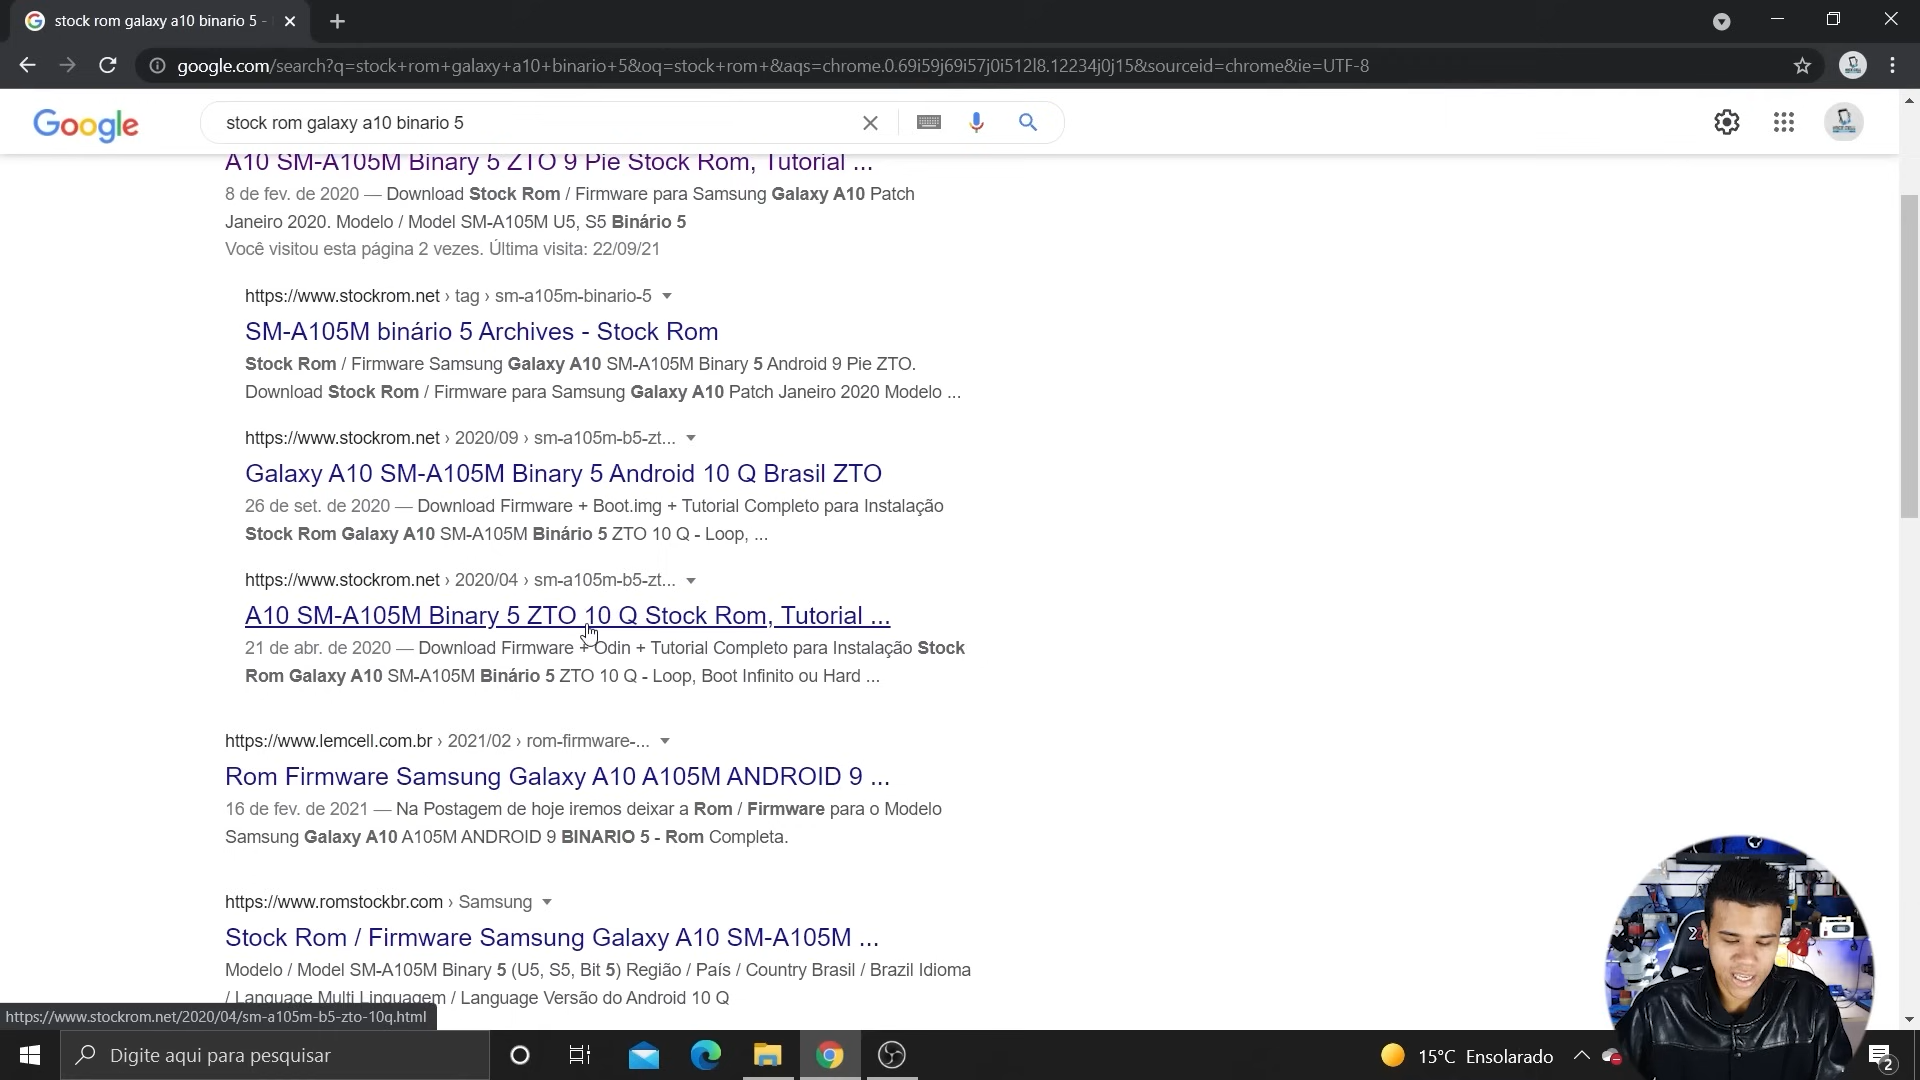 stock rom galaxy a10 binario 5 -
google.com/search?q=stock+rom+galaxy+a10+binario+5&oq=stock+rom+&aqs=chrome.0.69i59j69i57j0i512l8.12234j0j15&sourceid=chrome&ie=UTF-8
Google
stock rom galaxy a10 binario 5
A10 SM-A105M Binary 5 ZTO 9 Pie Stock Rom, Tutorial ...
8 de fev. de 2020 — Download Stock Rom / Firmware para Samsung Galaxy A10 Patch
Janeiro 2020. Modelo / Model SM-A105M U5, S5 Binário 5
Você visitou esta página 2 vezes. Última visita: 22/09/21
https://www.stockrom.net › tag › sm-a105m-binario-5
SM-A105M binário 5 Archives - Stock Rom
Stock Rom / Firmware Samsung Galaxy A10 SM-A105M Binary 5 Android 9 Pie ZTO.
Download Stock Rom / Firmware para Samsung Galaxy A10 Patch Janeiro 2020 Modelo ...
https://www.stockrom.net › 2020/09 › sm-a105m-b5-zt...
Galaxy A10 SM-A105M Binary 5 Android 10 Q Brasil ZTO
26 de set. de 2020 — Download Firmware + Boot.img + Tutorial Completo para Instalação
Stock Rom Galaxy A10 SM-A105M Binário 5 ZTO 10 Q - Loop, ...
https://www.stockrom.net › 2020/04 › sm-a105m-b5-zt...
A10 SM-A105M Binary 5 ZTO 10 Q Stock Rom, Tutorial ...
21 de abr. de 2020 — Download Firmware + Odin + Tutorial Completo para Instalação Stock
Rom Galaxy A10 SM-A105M Binário 5 ZTO 10 Q - Loop, Boot Infinito ou Hard ...
https://www.lemcell.com.br › 2021/02 › rom-firmware-...
Rom Firmware Samsung Galaxy A10 A105M ANDROID 9 ...
16 de fev. de 2021 — Na Postagem de hoje iremos deixar a Rom / Firmware para o Modelo
Samsung Galaxy A10 A105M ANDROID 9 BINARIO 5 - Rom Completa.
https://www.romstockbr.com › Samsung
Stock Rom / Firmware Samsung Galaxy A10 SM-A105M ...
Modelo / Model SM-A105M Binary 5 (U5, S5, Bit 5) Região / País / Country Brasil / Brazil Idioma
/ Language Multi Linguagem / Language Versão do Android 10 Q
https://www.stockrom.net/2020/04/sm-a105m-b5-zto-10q.html
Digite aqui para pesquisar
15°C Ensolarado
2